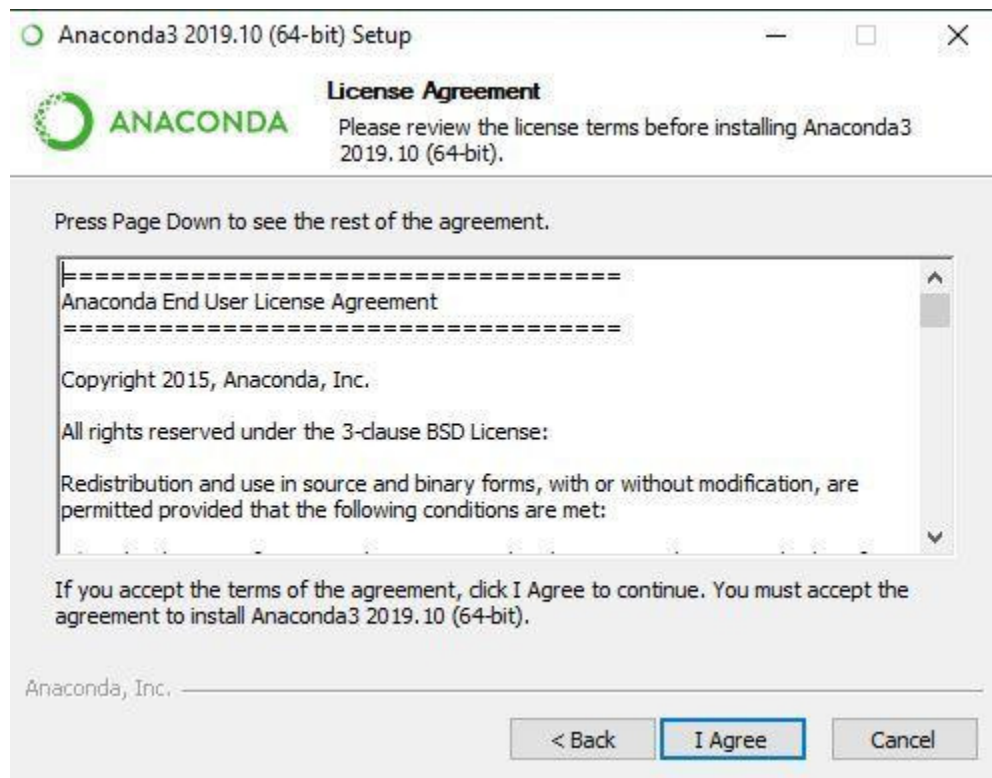 Anaconda3 2019.10 (64-bit) Setup
ANACONDA
License Agreement
Please review the license terms before installing Anaconda3
2019.10 (64-bit).
Press Page Down to see the rest of the agreement.
===================================
Anaconda End User License Agreement
===================================
Copyright 2015, Anaconda, Inc.
All rights reserved under the 3-clause BSD License:
Redistribution and use in source and binary forms, with or without modification, are
permitted provided that the following conditions are met:
If you accept the terms of the agreement, click I Agree to continue. You must accept the
agreement to install Anaconda3 2019.10 (64-bit).
Anaconda, Inc.
< Back
I Agree
Cancel